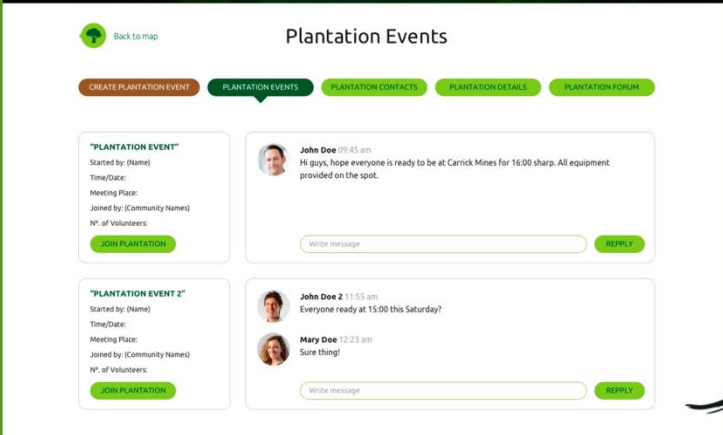 Back to map
Plantation Events
CREATE PLANTATION EVENT
PLANTATION EVENTS
PLANTATION CONTACTS
PLANTATION DETAILS
PLANTATION FORUM
"PLANTATION EVENT"
Started by: (Name)
Time/Date:
Meeting Place:
Joined by: (Community Names)
Nº. of Volunteers:
JOIN PLANTATION
John Doe 09:45 am
Hi guys, hope everyone is ready to be at Carrick Mines for 16:00 sharp. All equipment
provided on the spot.
Write message
REPPLY
"PLANTATION EVENT 2"
Started by: (Name)
Time/Date:
Meeting Place:
Joined by: (Community Names)
Nº. of Volunteers:
JOIN PLANTATION
John Doe 2 11:55 am
Everyone ready at 15:00 this Saturday?
Mary Doe 12:23 am
Sure thing!
Write message
REPPLY